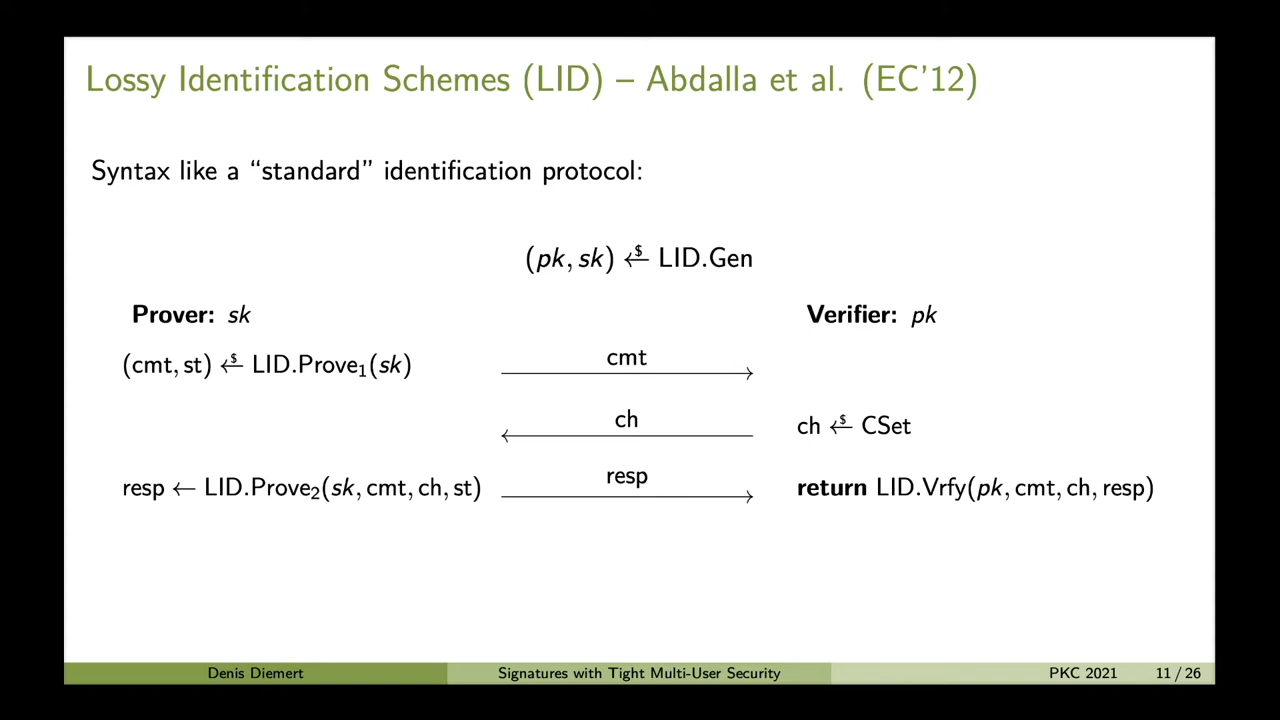 Lossy Identification Schemes (LID) – Abdalla et al. (EC'12)
Syntax like a “standard” identification protocol:
(pk, sk) ←$ LID.Gen
Prover: sk
Verifier: pk
(cmt, st) ←$ LID.Prove₁(sk)
cmt
ch
ch ←$ CSet
resp ← LID.Prove₂(sk, cmt, ch, st)
resp
return LID.Vrfy(pk, cmt, ch, resp)
Denis Diemert
Signatures with Tight Multi-User Security
PKC 2021
11 / 26